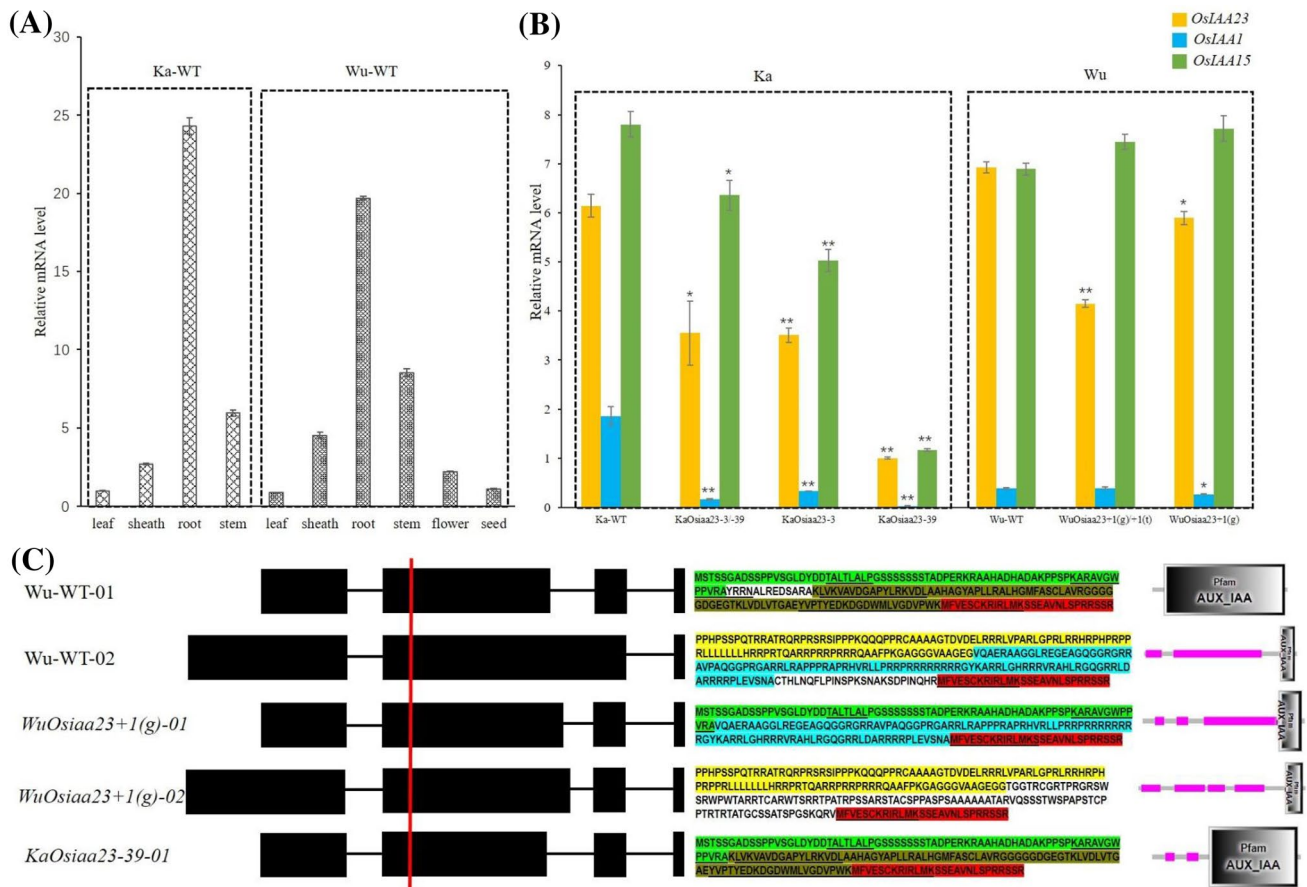 (A)
30
25
20
15
10
5
0
Relative mRNA level
Ka-WT
Wu-WT
leaf sheath root stem leaf sheath root stem flower seed
(B)
OsIAA23
OsIAA1
OsIAA15
9
8
7
6
5
4
3
2
1
0
Relative mRNA level
Ka
Wu
* ** * ** ** ** ** ** ** ** * *
Ka-WT KaOsiaa23-3/-39 KaOsiaa23-3 KaOsiaa23-39 Wu-WT WuOsiaa23+1(g)/+1(t) WuOsiaa23+1(g)
(C)
Wu-WT-01
MSTSSGADSSPPVSGLDYDDTALTLALPGSSSSSSSTADPERKRAAHADHADAKPPSPKARAVGW
PPVRAYRRNALREDSARAKLVKVAVDGAPYLRKVDLAAHAGYAPLLRALHGMFASCLAVRGGGG
GDGEGTKLVDLVTGAEYVPTYEDKDGDWMLVGDVPWKMFVESCKRIRLMKSSEAVNLSPRRSSR
Pfam
AUX_IAA
Wu-WT-02
PPHPSSPQTRRATRQRPRSRSIPPPKQQQPPRCAAAAGTDVDELRRRLVPARLGPRLRRHRPHPRPP
RLLLLLLLHRRPRTQARRPRRPRRRQAAFPKGAGGGVAAGEGVQAERAAGGLREGEAGQGGRGRR
AVPAQGGPRGARRLRAPPPRAPRHVRLLPRRPRRRRRRRRGYKARRLGHRRRVRAHLRGQGRRLD
ARRRRPLEVSNACTHLNQFLPINSPKSNAKSDPINQHRMFVESCKRIRLMKSSEAVNLSPRRSSR
Pfam
AUX_IAA
WuOsiaa23+1(g)-01
MSTSSGADSSPPVSGLDYDDTALTLALPGSSSSSSSTADPERKRAAHADHADAKPPSPKARAVGWPP
VRAVQAERAAGGLREGEAGQGGRGRRAVPAQGGPRGARRLRAPPPRAPRHVRLLPRRPRRRRRRR
RGYKARRLGHRRRVRAHLRGQGRRLDARRRRPLEVSNAMFVESCKRIRLMKSSEAVNLSPRRSSR
Pfam
AUX_IAA
WuOsiaa23+1(g)-02
PPHPSSPQTRRATRQRPRSRSIPPPKQQQPPRCAAAAGTDVDELRRRLVPARLGPRLRRHRPH
PRPPRLLLLLLLHRRPRTQARRPRRPRRRQAAFPKGAGGGVAAGEGGTGGTRCGRTPRGRSW
SRWPWTARRTCARWTSRRTPATRPSSARSTACSPPASPSAAAAAATARVQSSSTWSPAPSTCP
PTRTRTATGCSSATSPGSKQRVMFVESCKRIRLMKSSEAVNLSPRRSSR
Pfam
AUX_IAA
KaOsiaa23-39-01
MSTSSGADSSPPVSGLDYDDTALTLALPGSSSSSSSTADPERKRAAHADHADAKPPSPKARAVGW
PPVRAKLVKVAVDGAPYLRKVDLAAHAGYAPLLRALHGMFASCLAVRGGGGGDGEGTKLVDLVTG
AEYVPTYEDKDGDWMLVGDVPWKMFVESCKRIRLMKSSEAVNLSPRRSSR
Pfam
AUX_IAA